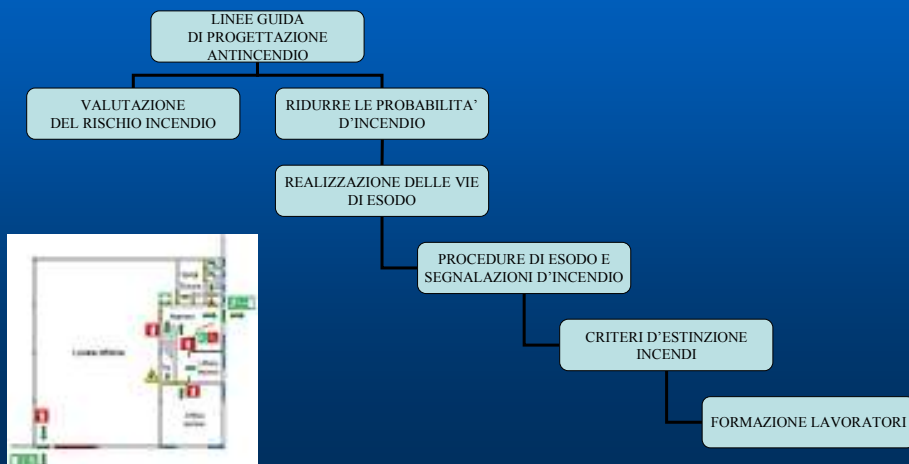 LINEE GUIDA
DI PROGETTAZIONE
ANTINCENDIO
VALUTAZIONE
DEL RISCHIO INCENDIO
RIDURRE LE PROBABILITA’
D’INCENDIO
REALIZZAZIONE DELLE VIE
DI ESODO
PROCEDURE DI ESODO E
SEGNALAZIONI D’INCENDIO
CRITERI D’ESTINZIONE
INCENDI
FORMAZIONE LAVORATORI